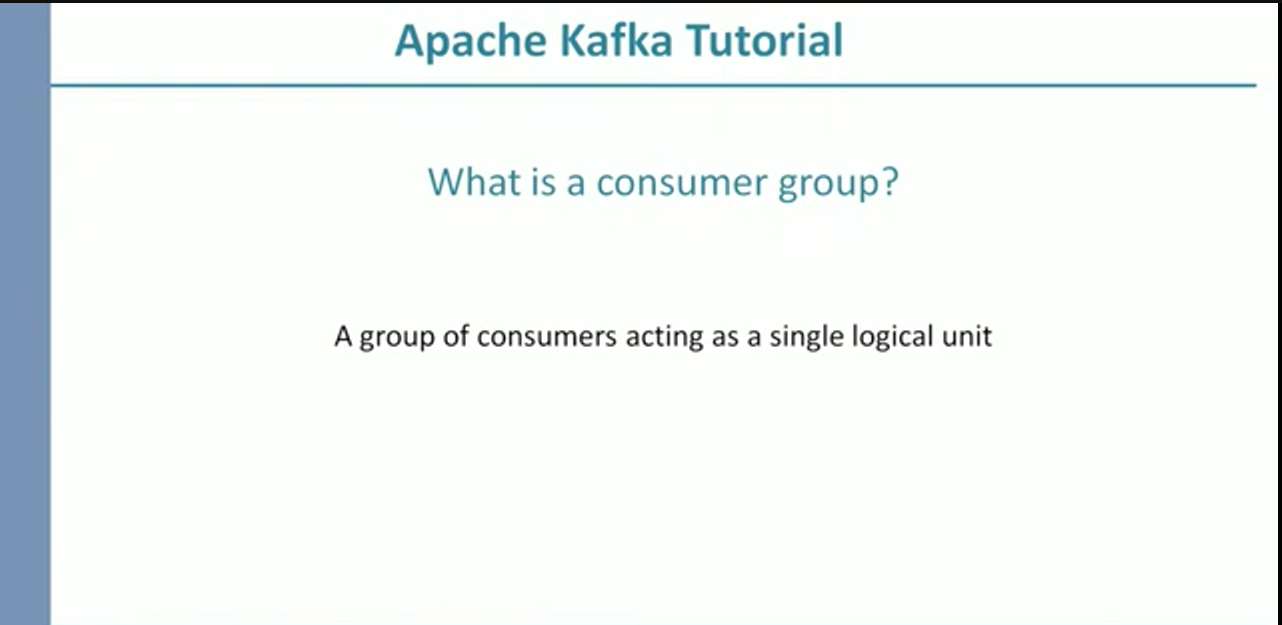 Apache Kafka Tutorial
What is a consumer group?
A group of consumers acting as a single logical unit